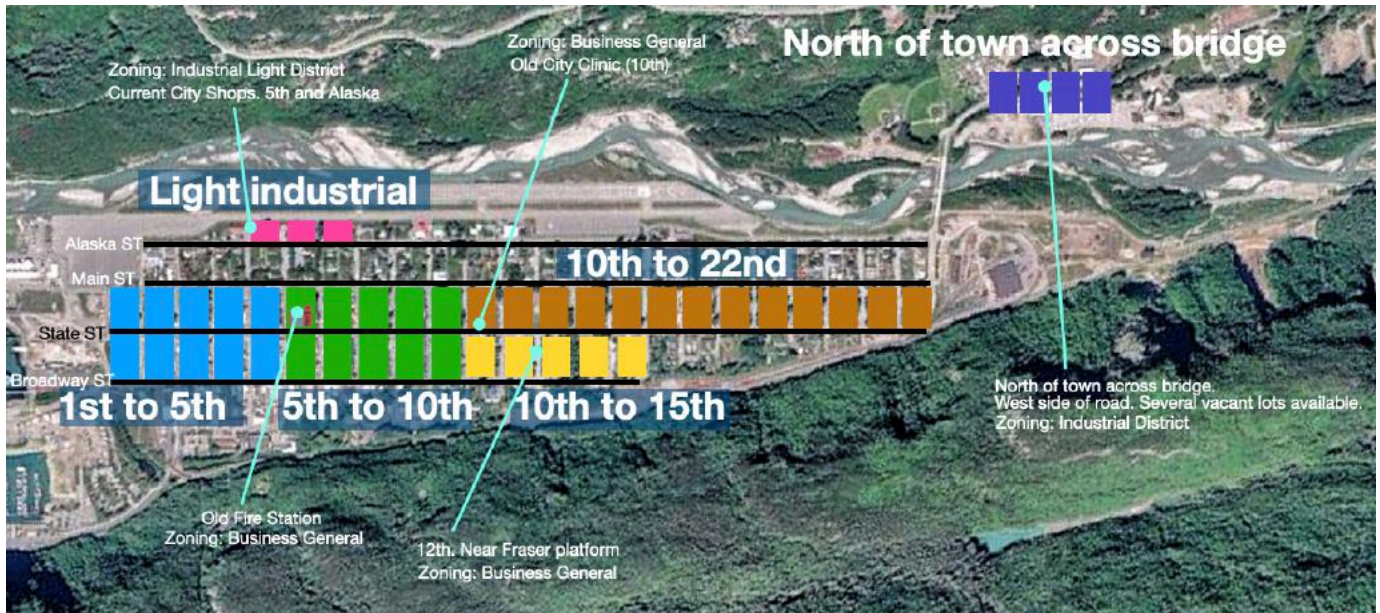 Zoning: Business General
Old City Clinic (10th)
North of town across bridge
Zoning: Industrial Light District
Current City Shops. 5th and Alaska
Light industrial
Alaska ST
10th to 22nd
Main ST
State ST
Broadway ST
1st to 5th
5th to 10th
10th to 15th
North of town across bridge.
West side of road. Several vacant lots available.
Zoning: Industrial District
Old Fire Station
Zoning: Business General
12th. Near Fraser platform
Zoning: Business General